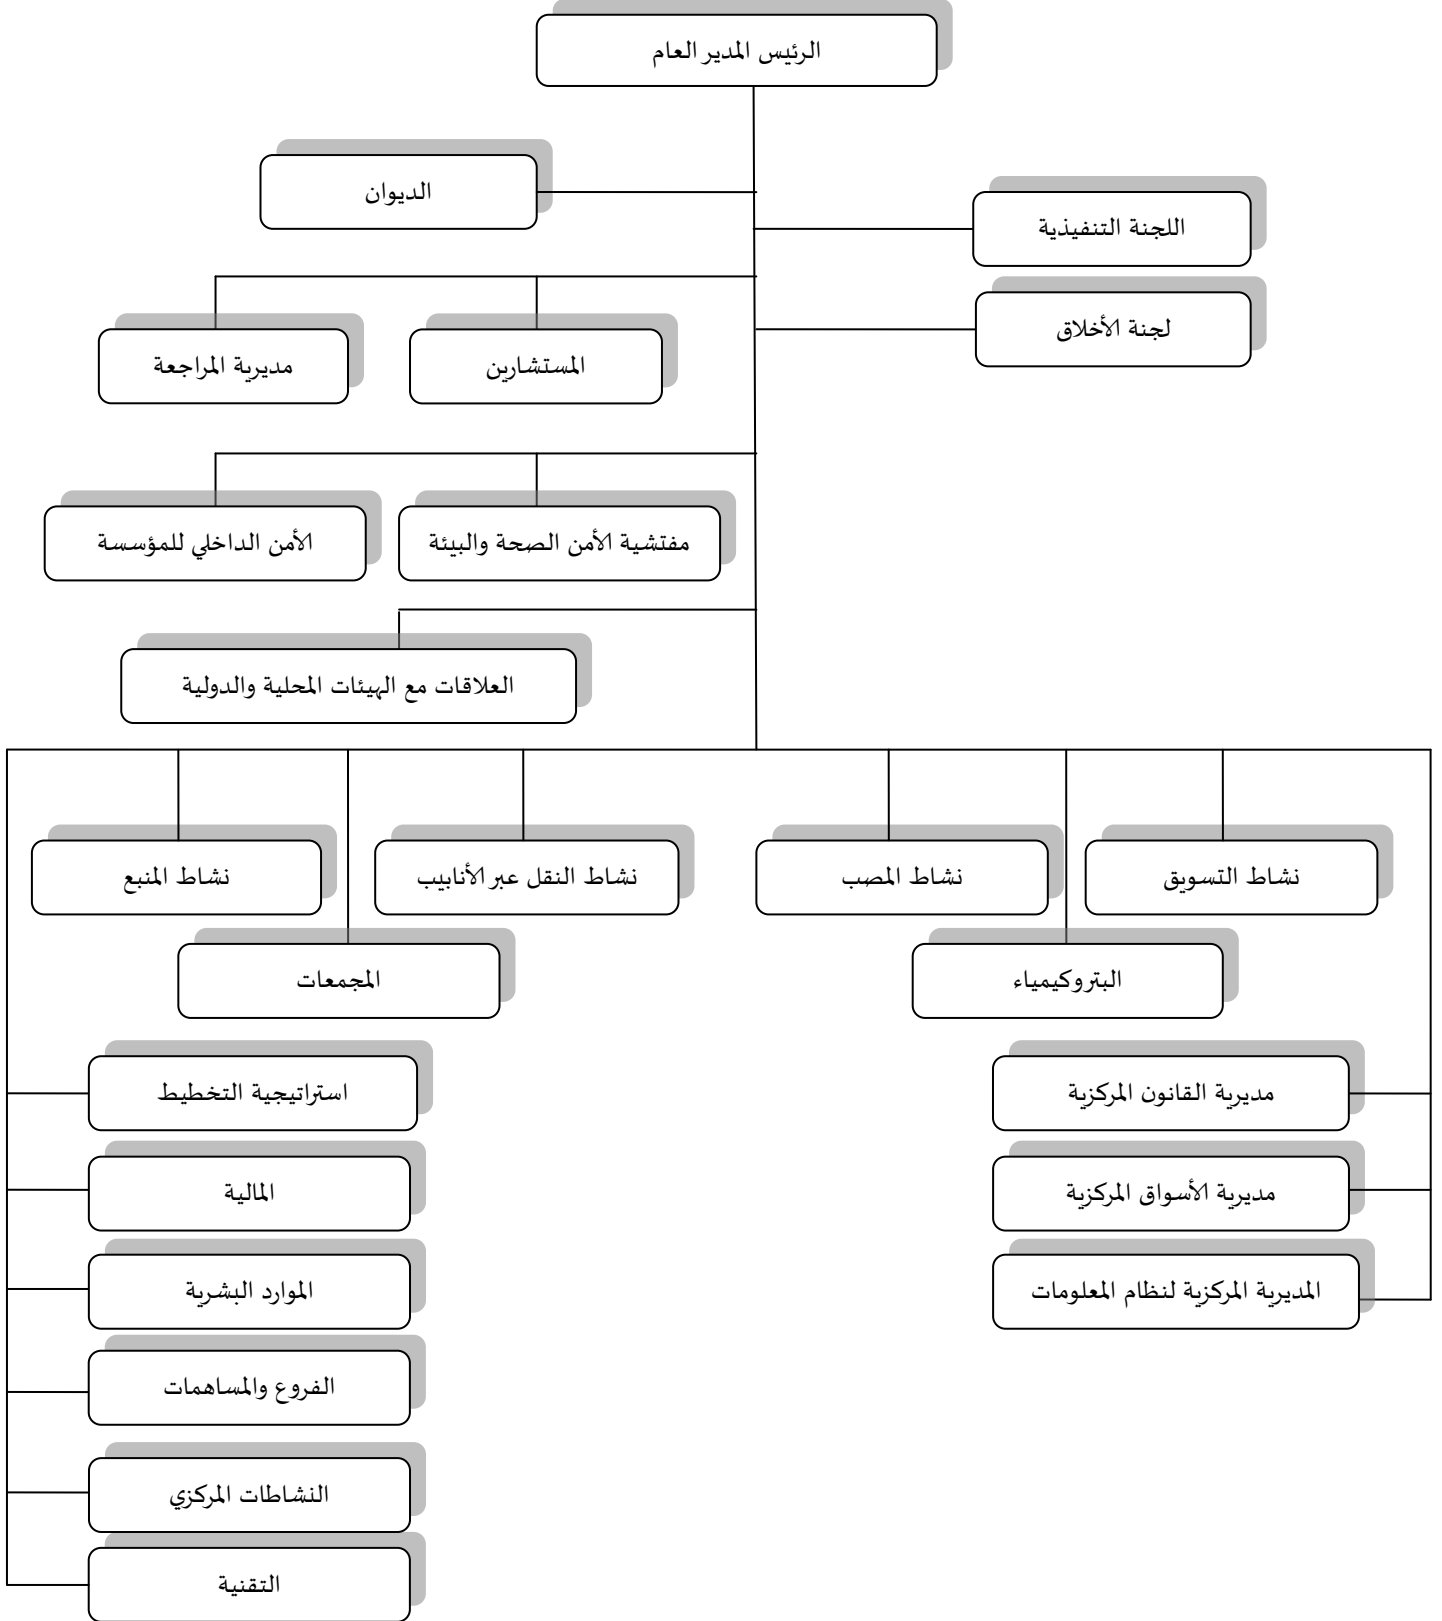 الرئيس المدير العام
الديوان
اللجنة التنفيذية
لجنة الأخلاق
المستشارين
مديرية المراجعة
مفتشية الأمن الصحة والبيئة
الأمن الداخلي للمؤسسة
العلاقات مع الهيئات المحلية والدولية
نشاط التسويق
نشاط المصب
نشاط النقل عبر الأنابيب
نشاط المنبع
البتروكيمياء
المجمعات
مديرية القانون المركزية
مديرية الأسواق المركزية
المديرية المركزية لنظام المعلومات
استراتيجية التخطيط
المالية
الموارد البشرية
الفروع والمساهمات
النشاطات المركزي
التقنية